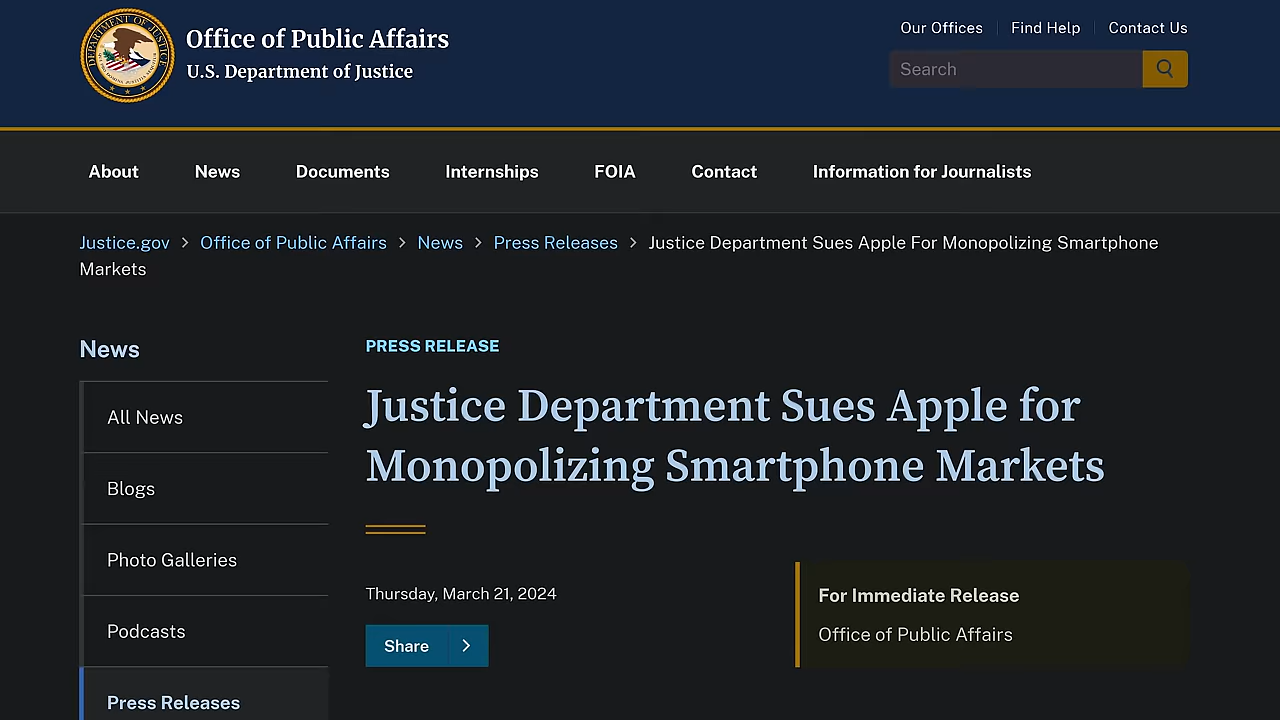 Office of Public Affairs
U.S. Department of Justice
Our Offices
Find Help
Contact Us
Search
About
News
Documents
Internships
FOIA
Contact
Information for Journalists
Justice.gov > Office of Public Affairs > News > Press Releases > Justice Department Sues Apple For Monopolizing Smartphone
Markets
News
All News
Blogs
Photo Galleries
Podcasts
Press Releases
PRESS RELEASE
Justice Department Sues Apple for
Monopolizing Smartphone Markets
Thursday, March 21, 2024
Share
For Immediate Release
Office of Public Affairs